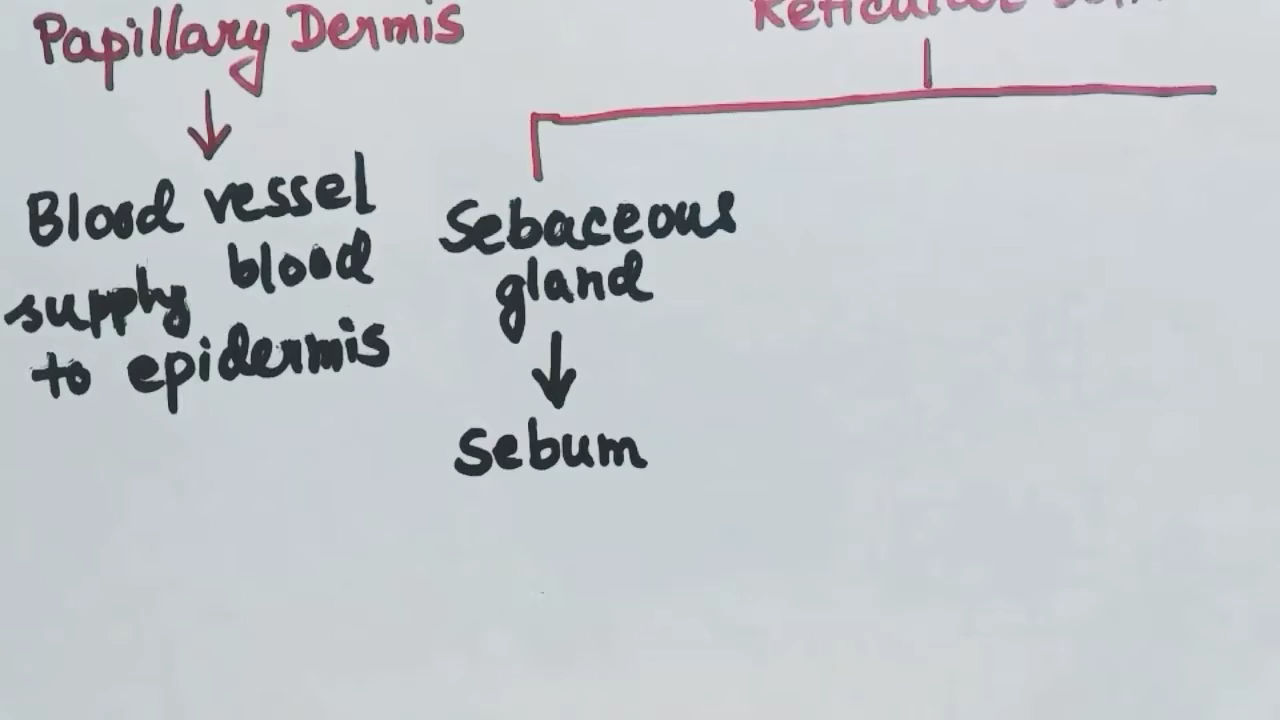 Papillary Dermis
Blood vessel
supply blood
to epidermis
Sebaceous
gland
Sebum